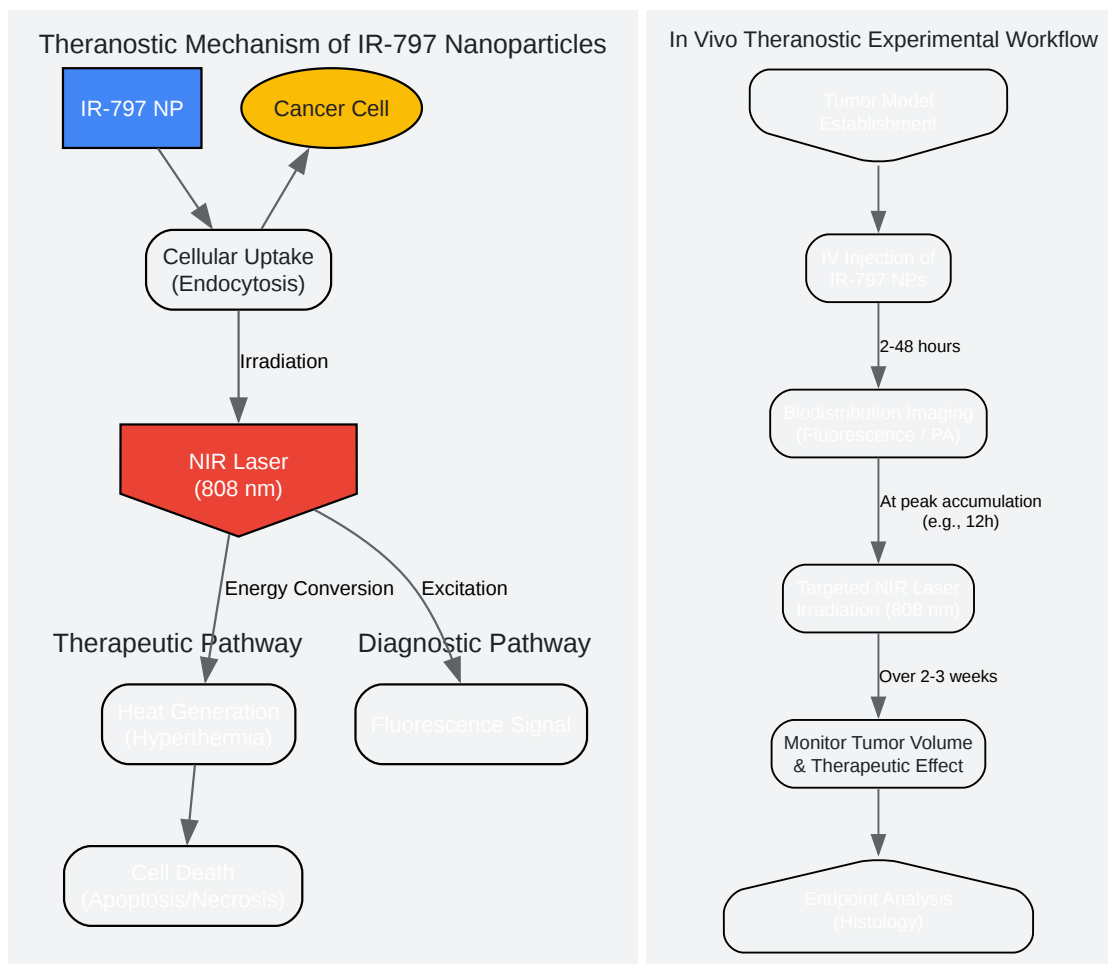 Theranostic Mechanism of IR-797 Nanoparticles
IR-797 NP
Cancer Cell
Cellular Uptake
(Endocytosis)
Irradiation
NIR Laser
(808 nm)
Energy Conversion
Excitation
Therapeutic Pathway
Diagnostic Pathway
Heat Generation
(Hyperthermia)
Fluorescence Signal
Cell Death
(Apoptosis/Necrosis)
In Vivo Theranostic Experimental Workflow
Tumor Model
Establishment
IV Injection of
IR-797 NPs
2-48 hours
Biodistribution Imaging
(Fluorescence / PA)
At peak accumulation
(e.g., 12h)
Targeted NIR Laser
Irradiation (808 nm)
Over 2-3 weeks
Monitor Tumor Volume
& Therapeutic Effect
Endpoint Analysis
(Histology)